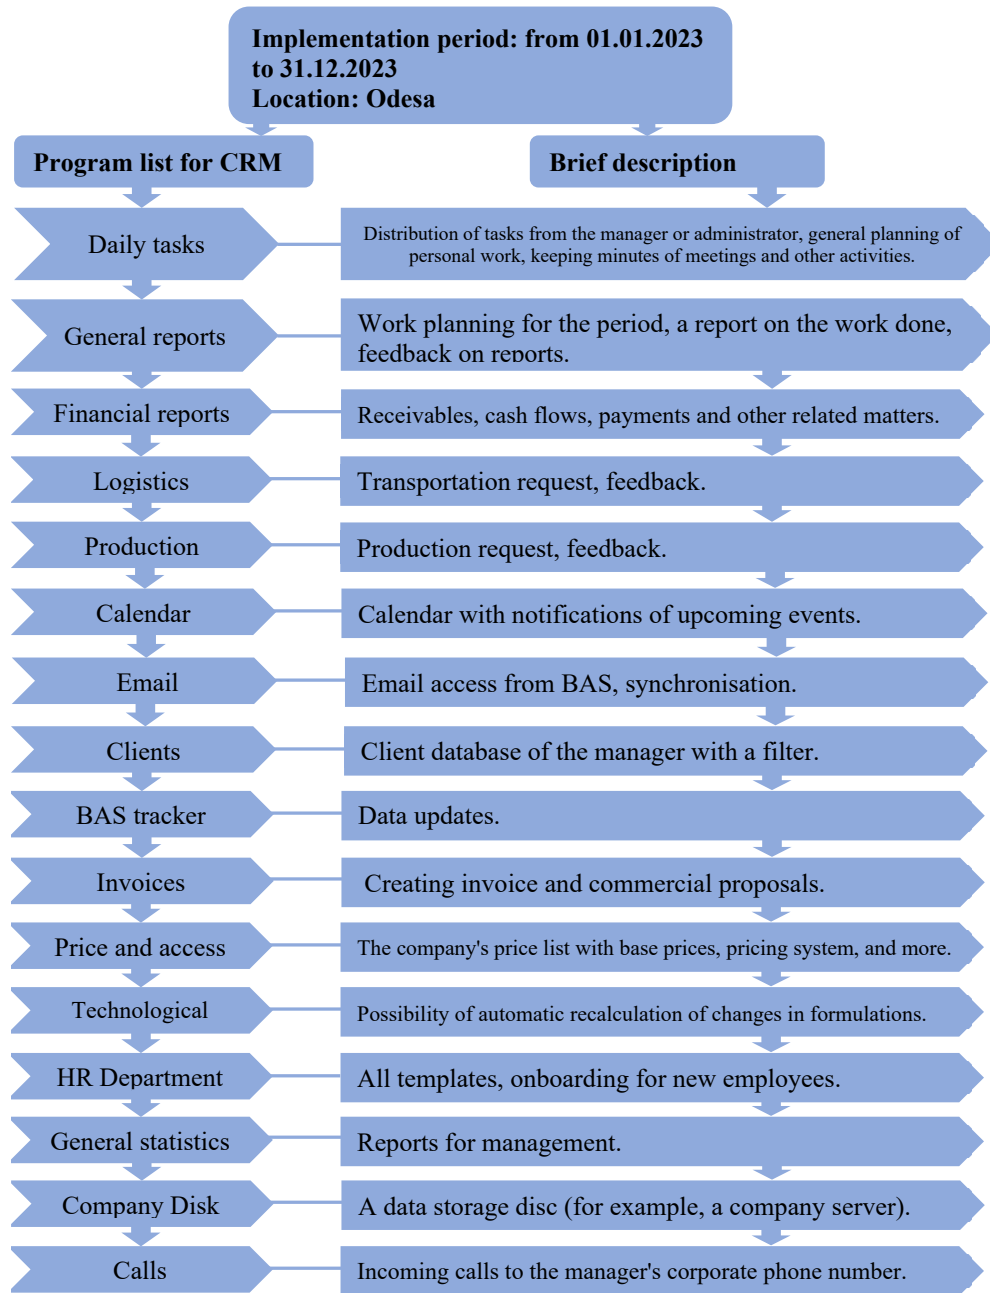 Implementation period: from 01.01.2023
to 31.12.2023
Location: Odesa
Program list for CRM
Brief description
Daily tasks
Distribution of tasks from the manager or administrator, general planning of
personal work, keeping minutes of meetings and other activities.
General reports
Work planning for the period, a report on the work done,
feedback on reports.
Financial reports
Receivables, cash flows, payments and other related matters.
Logistics
Transportation request, feedback.
Production
Production request, feedback.
Calendar
Calendar with notifications of upcoming events.
Email
Email access from BAS, synchronisation.
Clients
Client database of the manager with a filter.
BAS tracker
Data updates.
Invoices
Creating invoice and commercial proposals.
Price and access
The company's price list with base prices, pricing system, and more.
Technological
Possibility of automatic recalculation of changes in formulations.
HR Department
All templates, onboarding for new employees.
General statistics
Reports for management.
Company Disk
A data storage disc (for example, a company server).
Calls
Incoming calls to the manager's corporate phone number.